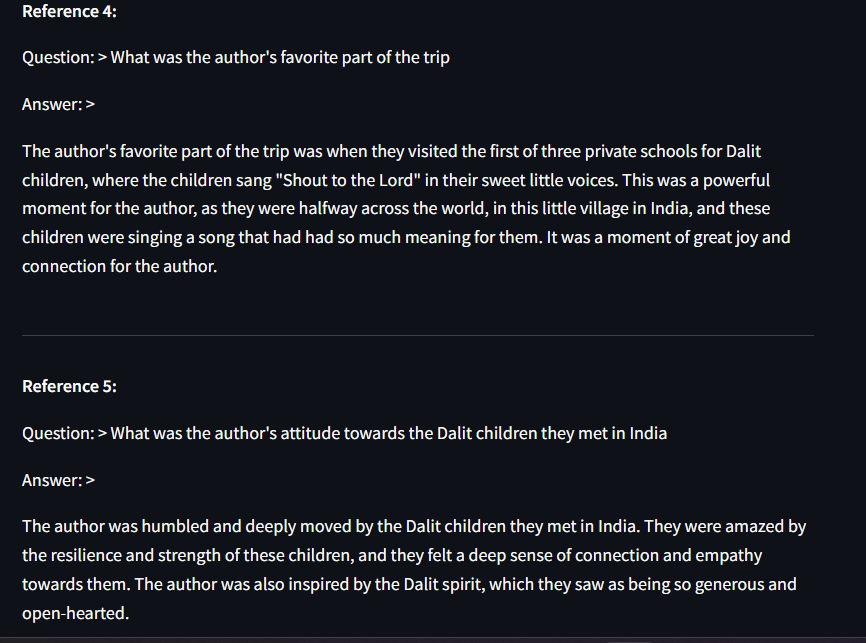 Reference 4:
Question: > What was the author's favorite part of the trip
Answer: >
The author's favorite part of the trip was when they visited the first of three private schools for Dalit
children, where the children sang "Shout to the Lord" in their sweet little voices. This was a powerful
moment for the author, as they were halfway across the world, in this little village in India, and these
children were singing a song that had had so much meaning for them. It was a moment of great joy and
connection for the author.
Reference 5:
Question: > What was the author's attitude towards the Dalit children they met in India
Answer: >
The author was humbled and deeply moved by the Dalit children they met in India. They were amazed by
the resilience and strength of these children, and they felt a deep sense of connection and empathy
towards them. The author was also inspired by the Dalit spirit, which they saw as being so generous and
open-hearted.